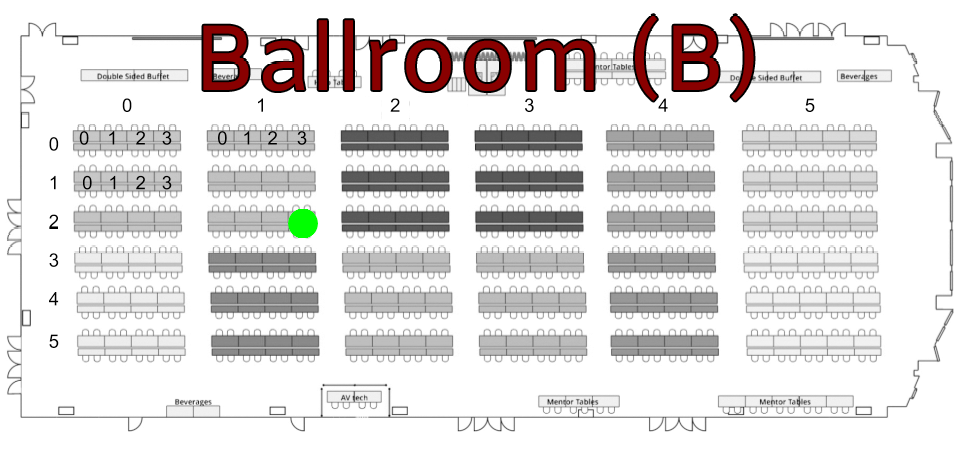 Ballroom (B)
Double Sided Buffet
Mentor Tables
Double Sided Buffet
Beverages
0 1 2 3 4 5
0 0 1 2 3 0 1 2 3
1 0 1 2 3
2
3
4
5
Beverages
AV tech
Mentor Tables
Mentor Tables